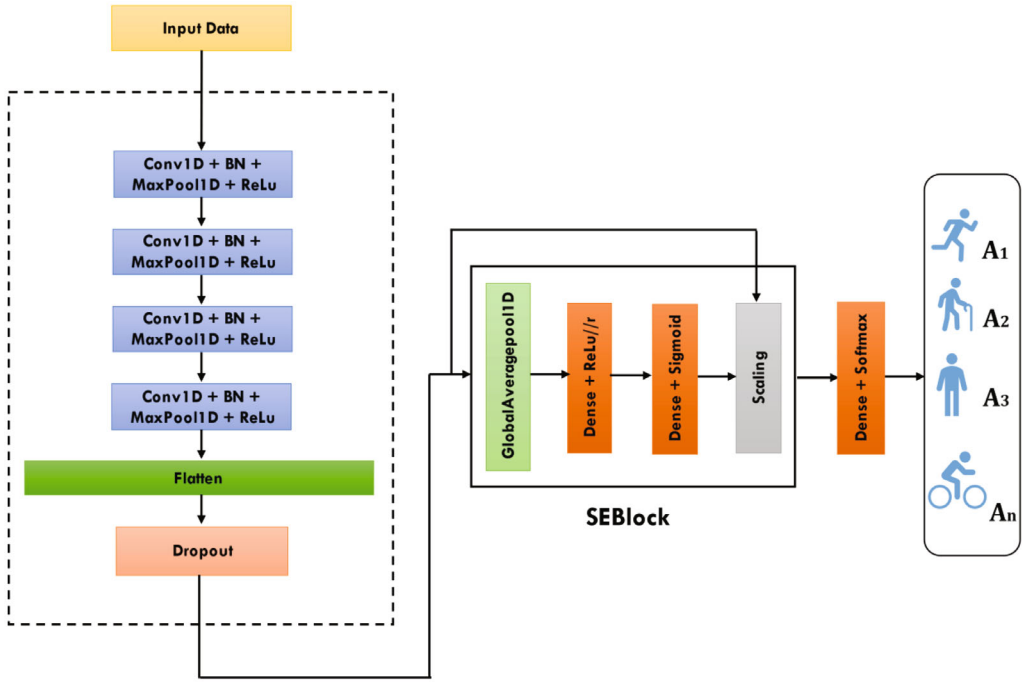 Input Data
Conv1D + BN +
MaxPool1D + ReLu
Conv1D + BN +
MaxPool1D + ReLu
Conv1D + BN +
MaxPool1D + ReLu
Conv1D + BN +
MaxPool1D + ReLu
Flatten
Dropout
GlobalAveragepool1D
Dense + ReLu//r
Dense + Sigmoid
Scaling
SEBlock
Dense + Softmax
A1
A2
A3
An